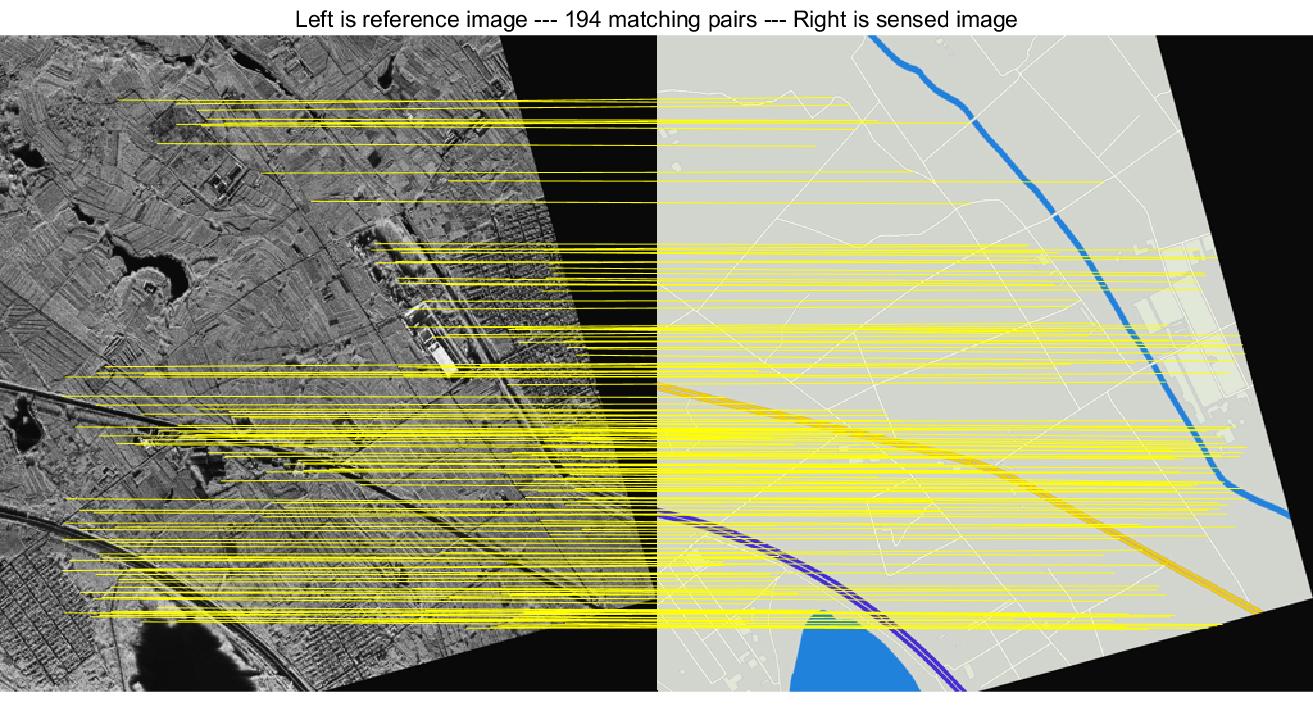 Left is reference image --- 194 matching pairs --- Right is sensed image